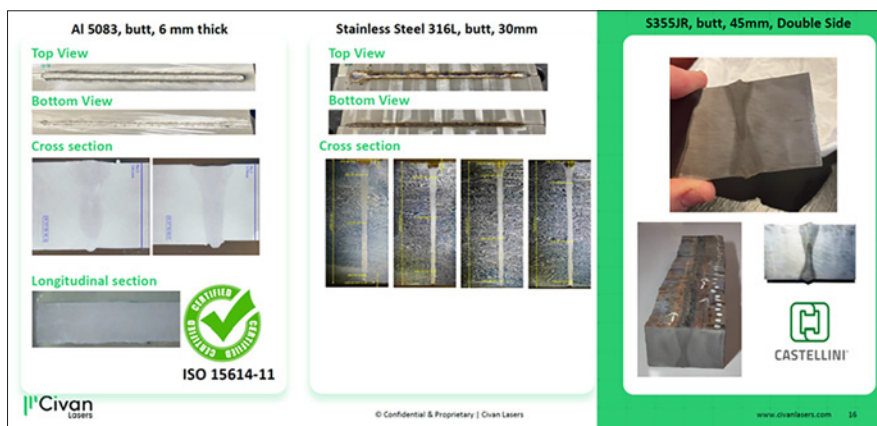 Al 5083, butt, 6 mm thick
Top View
Bottom View
Cross section
Longitudinal section
CERTIFIED
CERTIFIED
CERTIFIED
CERTIFIED
ISO 15614-11
Stainless Steel 316L, butt, 30mm
Top View
Bottom View
Cross section
S355JR, butt, 45mm, Double Side
CASTELLINI
Civan
Lasers
© Confidential & Proprietary | Civan Lasers
www.civanlasers.com 16